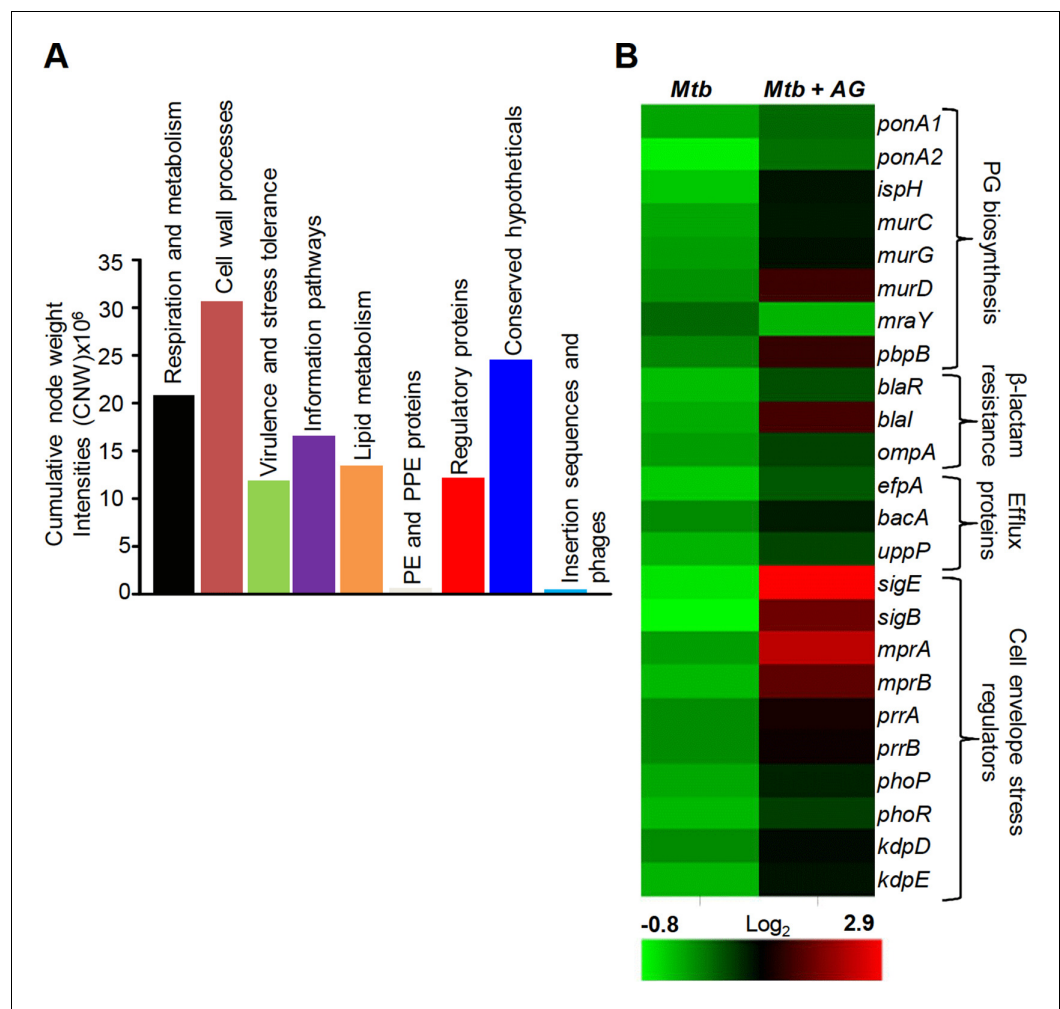 A
Cumulative node weight
Intensities (CNW)x10⁶
35
30
25
20
15
10
5
0
Respiration and metabolism
Cell wall processes
Virulence and stress tolerance
Information pathways
Lipid metabolism
PE and PPE proteins
Regulatory proteins
Conserved hypotheticals
Insertion sequences and
phages
B
Mtb
Mtb + AG
ponA1
ponA2
ispH
murC
murG
murD
mraY
pbpB
blaR
blaI
ompA
efpA
bacA
uppP
sigE
sigB
mprA
mprB
prrA
prrB
phoP
phoR
kdpD
kdpE
PG biosynthesis
β-lactam
resistance
Efflux
proteins
Cell envelope stress
regulators
-0.8 Log₂ 2.9